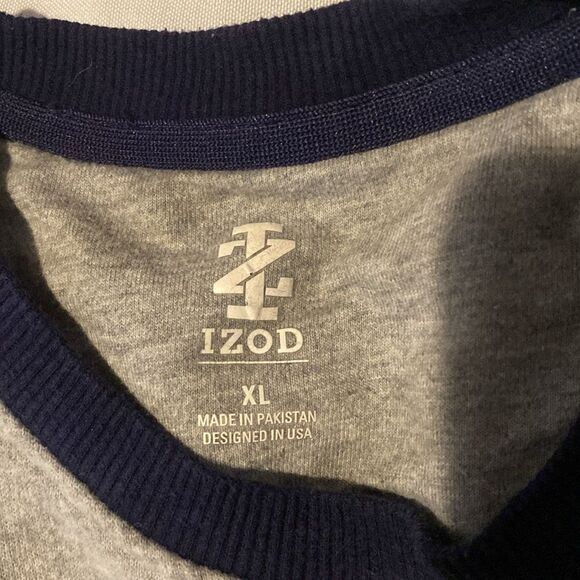 IZOD
XL
MADE IN PAKISTAN
DESIGNED IN USA